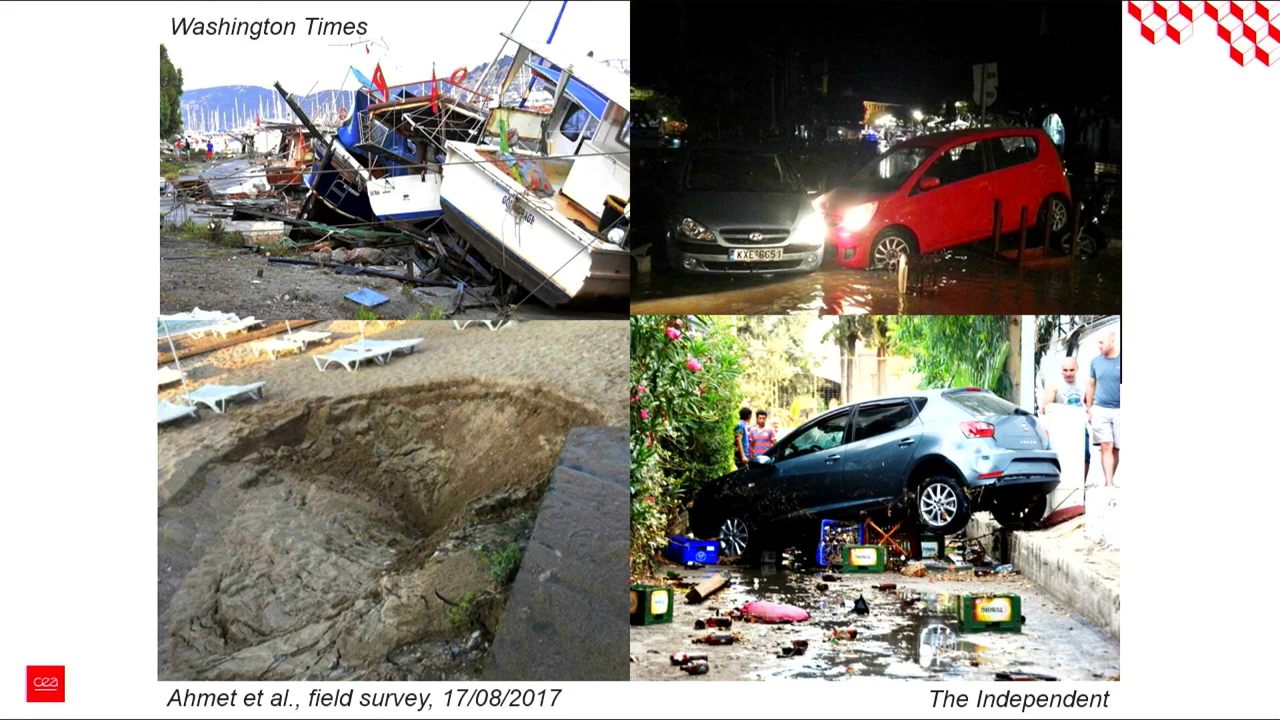 Washington Times
KXE-6651
cea
Ahmet et al., field survey, 17/08/2017
The Independent